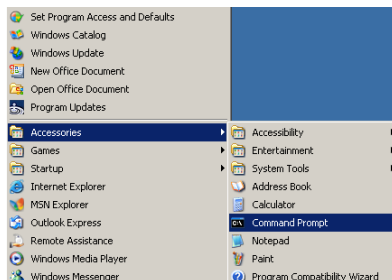 Set Program Access and Defaults
Windows Catalog
Windows Update
New Office Document
Open Office Document
Program Updates
Accessories
Games
Startup
Internet Explorer
MSN Explorer
Outlook Express
Remote Assistance
Windows Media Player
Windows Messenger
Accessibility
Entertainment
System Tools
Address Book
Calculator
Command Prompt
Notepad
Paint
Program Compatibility Wizard